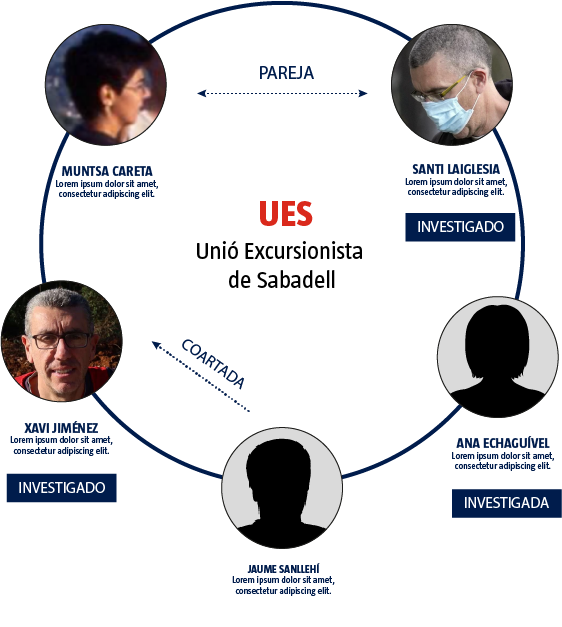 PAREJA
MUNTSA CARETA
Lorem ipsum dolor sit amet,
consectetur adipiscing elit.
SANTI LAIGLESIA
Lorem ipsum dolor sit amet,
consectetur adipiscing elit.
INVESTIGADO
UES
Unió Excursionista
de Sabadell
COARTADA
XAVI JIMÉNEZ
Lorem ipsum dolor sit amet,
consectetur adipiscing elit.
INVESTIGADO
ANA ECHAGUÍVEL
Lorem ipsum dolor sit amet,
consectetur adipiscing elit.
INVESTIGADA
JAUME SANLLEHÍ
Lorem ipsum dolor sit amet,
consectetur adipiscing elit.